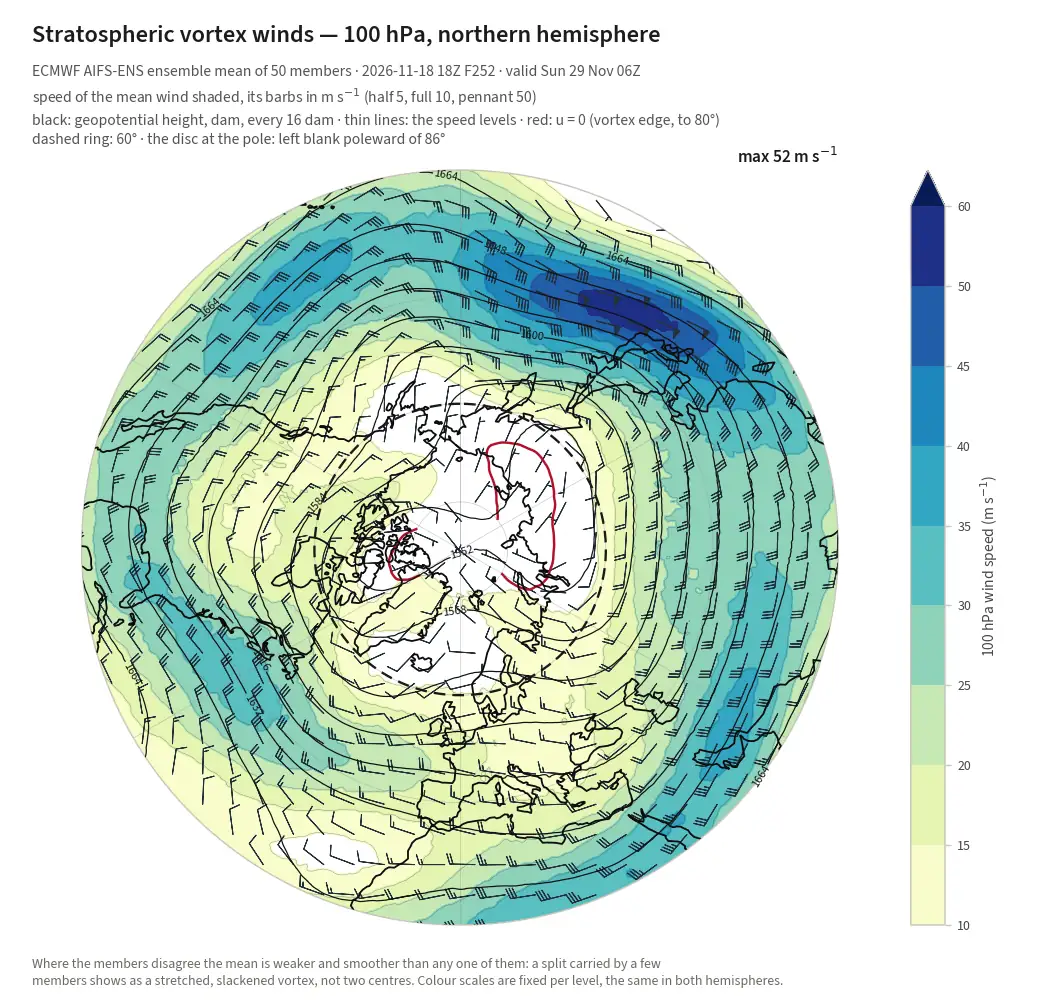 Stratospheric vortex winds — 100 hPa, northern hemisphere
ECMWF AIFS-ENS ensemble mean of 50 members · 2026-11-18 18Z F252 · valid Sun 29 Nov 06Z
speed of the mean wind shaded, its barbs in m s⁻¹ (half 5, full 10, pennant 50)
black: geopotential height, dam, every 16 dam · thin lines: the speed levels · red: u = 0 (vortex edge, to 80°)
dashed ring: 60° · the disc at the pole: left blank poleward of 86°
max 52 m s⁻¹
1664
1648
1664
1664
1600
1584
1552
1568
1664
1632
1664
60
50
45
40
35
30
25
20
15
10
100 hPa wind speed (m s⁻¹)
Where the members disagree the mean is weaker and smoother than any one of them: a split carried by a few
members shows as a stretched, slackened vortex, not two centres. Colour scales are fixed per level, the same in both hemispheres.